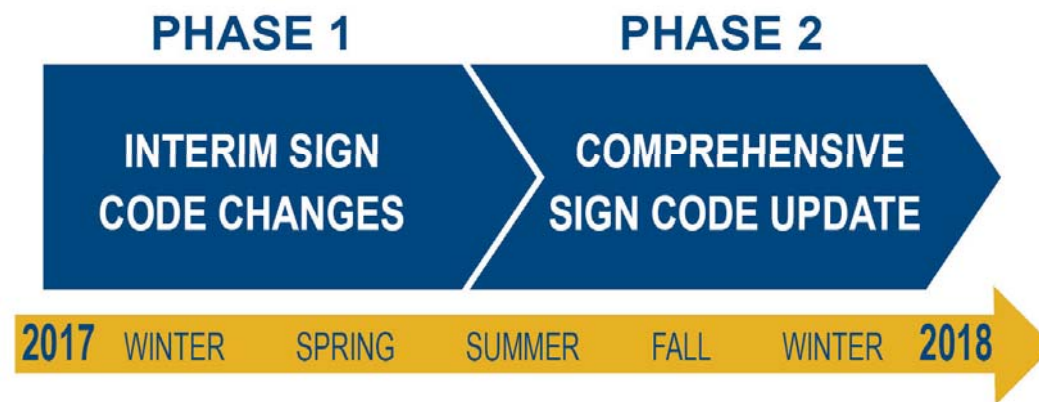 PHASE 1
PHASE 2
INTERIM SIGN
CODE CHANGES
COMPREHENSIVE
SIGN CODE UPDATE
2017 WINTER SPRING SUMMER FALL WINTER 2018